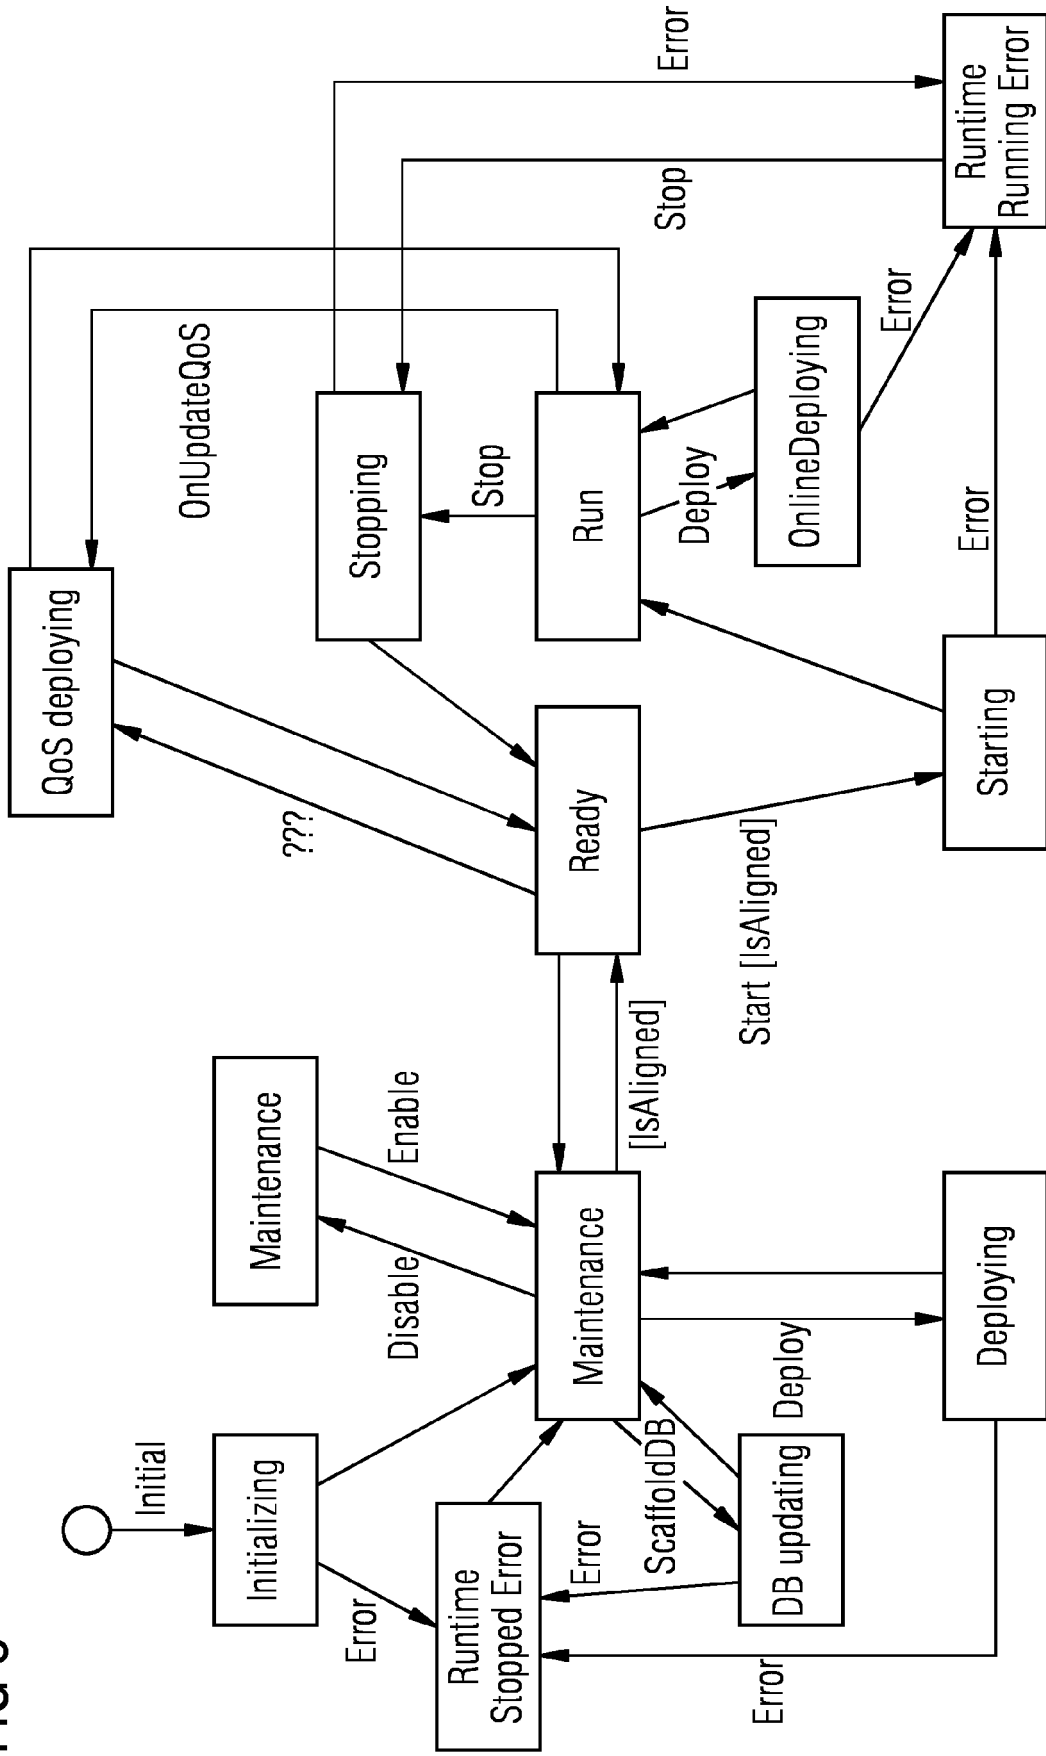 QoS deploying
Initial
OnUpdateQoS
Initializing
Maintenance
???
Error
Stopping
Disable
Enable
Runtime
Stopped Error
Stop
Error
Maintenance
Ready
Run
ScaffoldDB
[IsAligned]
Stop
Error
Deploy
Error
DB updating
Deploy
Start [IsAligned]
OnlineDeploying
Error
Error
Deploying
Starting
Runtime
Running Error